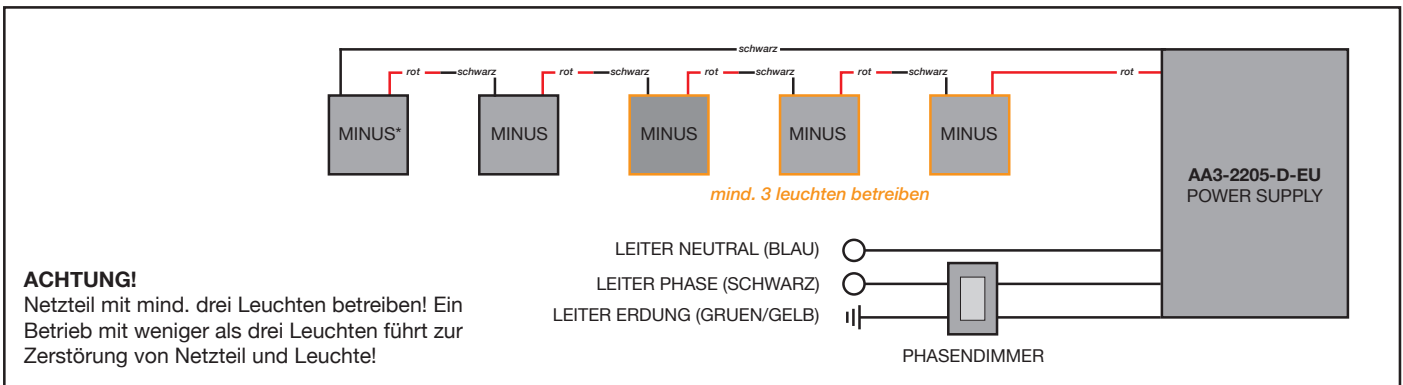 schwarz
rot schwarz rot schwarz rot schwarz rot schwarz rot
MINUS* MINUS MINUS MINUS MINUS
AA3-2205-D-EU
POWER SUPPLY
mind. 3 leuchten betreiben
LEITER NEUTRAL (BLAU)
LEITER PHASE (SCHWARZ)
LEITER ERDUNG (GRUEN/GELB)
PHASENDIMMER
ACHTUNG!
Netzteil mit mind. drei Leuchten betreiben! Ein
Betrieb mit weniger als drei Leuchten führt zur
Zerstörung von Netzteil und Leuchte!